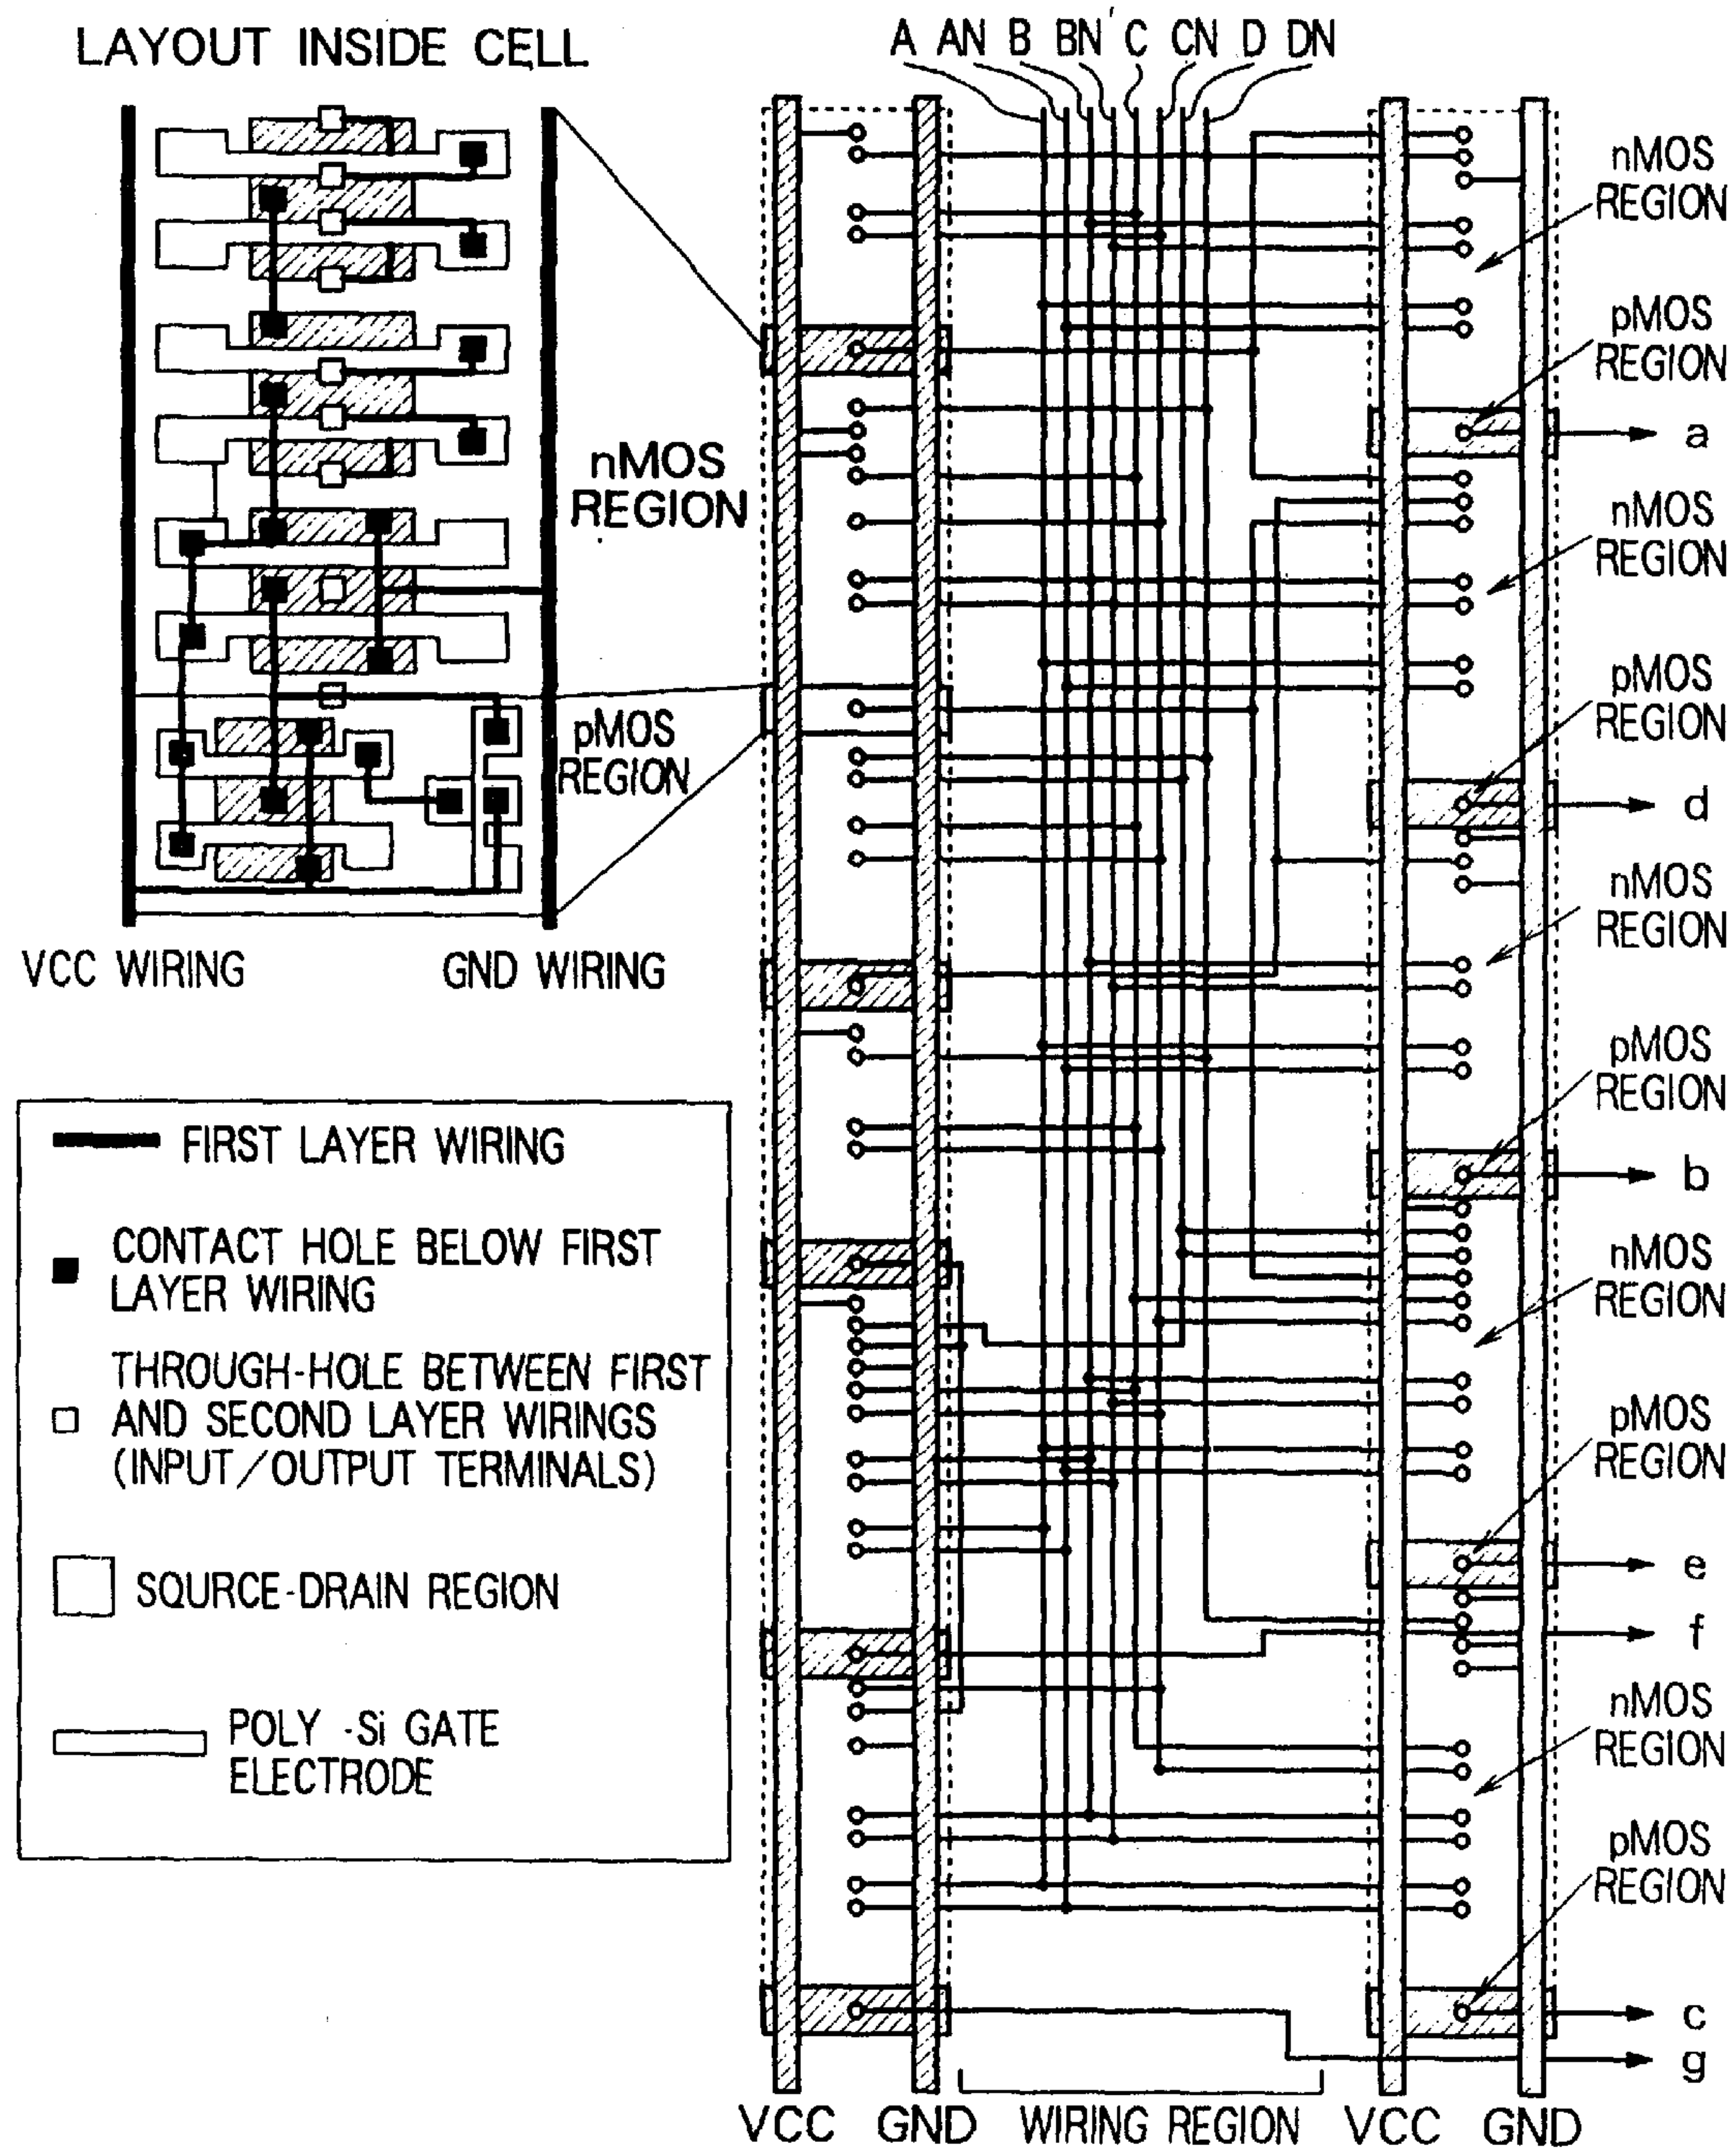 LAYOUT INSIDE CELL
A AN B BN C CN D DN
nMOS
REGION
pMOS
REGION
VCC WIRING
GND WIRING
FIRST LAYER WIRING
CONTACT HOLE BELOW FIRST
LAYER WIRING
THROUGH-HOLE BETWEEN FIRST
AND SECOND LAYER WIRINGS
(INPUT/OUTPUT TERMINALS)
SOURCE-DRAIN REGION
POLY -Si GATE
ELECTRODE
nMOS
REGION
pMOS
REGION
a
nMOS
REGION
pMOS
REGION
d
nMOS
REGION
pMOS
REGION
b
nMOS
REGION
pMOS
REGION
e
f
nMOS
REGION
pMOS
REGION
c
g
VCC GND WIRING REGION VCC GND